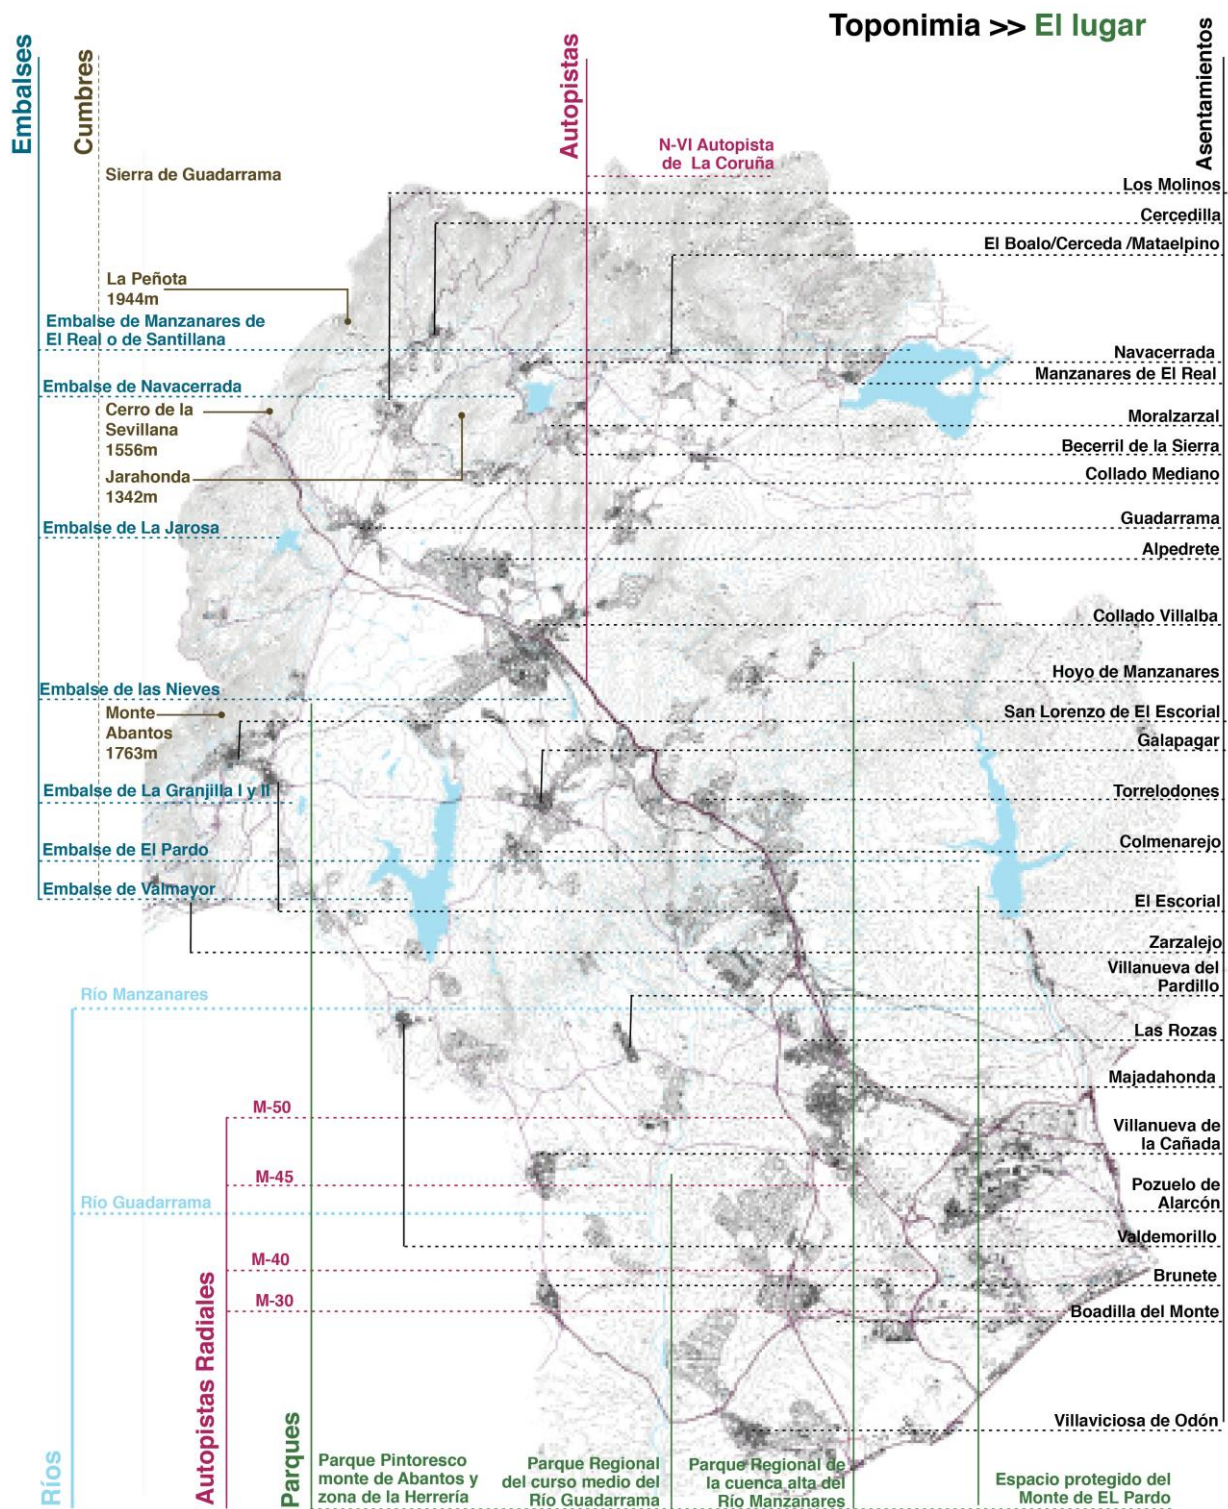 Toponimia >> El lugar
Embalses
Cumbres
Autopistas
Asentamientos
N-VI Autopista
de La Coruña
Sierra de Guadarrama
Los Molinos
Cercedilla
El Boalo/Cerceda /Mataelpino
La Peñota
1944m
Embalse de Manzanares de
El Real o de Santillana
Navacerrada
Manzanares de El Real
Embalse de Navacerrada
Cerro de la
Sevillana
1556m
Moralzarzal
Becerril de la Sierra
Jarahonda
1342m
Collado Mediano
Embalse de La Jarosa
Guadarrama
Alpedrete
Collado Villalba
Hoyo de Manzanares
Embalse de las Nieves
Monte
Abantos
1763m
San Lorenzo de El Escorial
Galapagar
Embalse de La Granjilla I y II
Torrelodones
Embalse de El Pardo
Colmenarejo
Embalse de Valmayor
El Escorial
Zarzalejo
Villanueva del
Pardillo
Río Manzanares
Las Rozas
Majadahonda
M-50
Villanueva de
la Cañada
M-45
Pozuelo de
Alarcón
Río Guadarrama
Valdemorillo
M-40
Brunete
M-30
Boadilla del Monte
Villaviciosa de Odón
Ríos
Autopistas Radiales
Parques
Parque Pintoresco
monte de Abantos y
zona de la Herrería
Parque Regional
del curso medio del
Río Guadarrama
Parque Regional de
la cuenca alta del
Río Manzanares
Espacio protegido del
Monte de EL Pardo